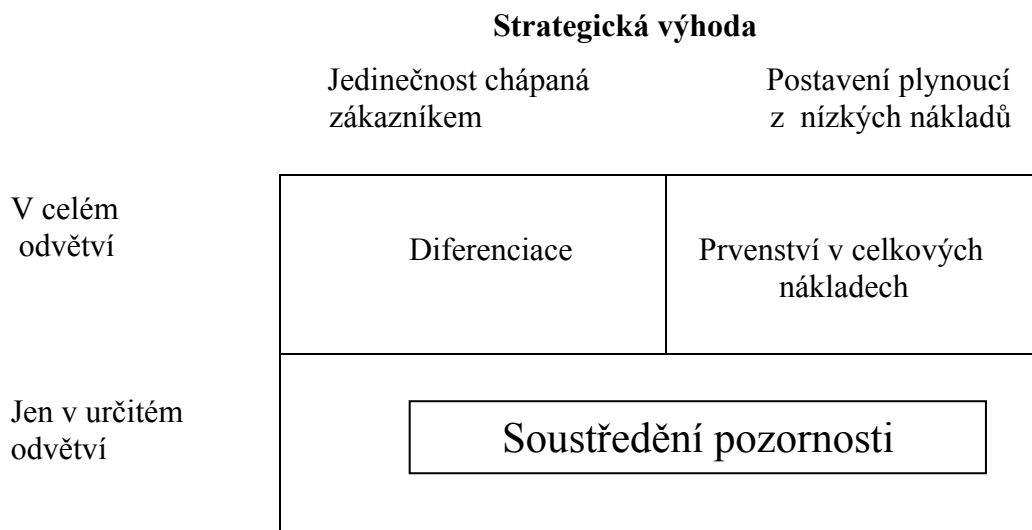 Strategická výhoda
Jedinečnost chápaná
zákazníkem
Postavení plynoucí
z nízkých nákladů
V celém
odvětví
Diferenciace
Prvenství v celkových
nákladech
Jen v určitém
odvětví
Soustředění pozornosti